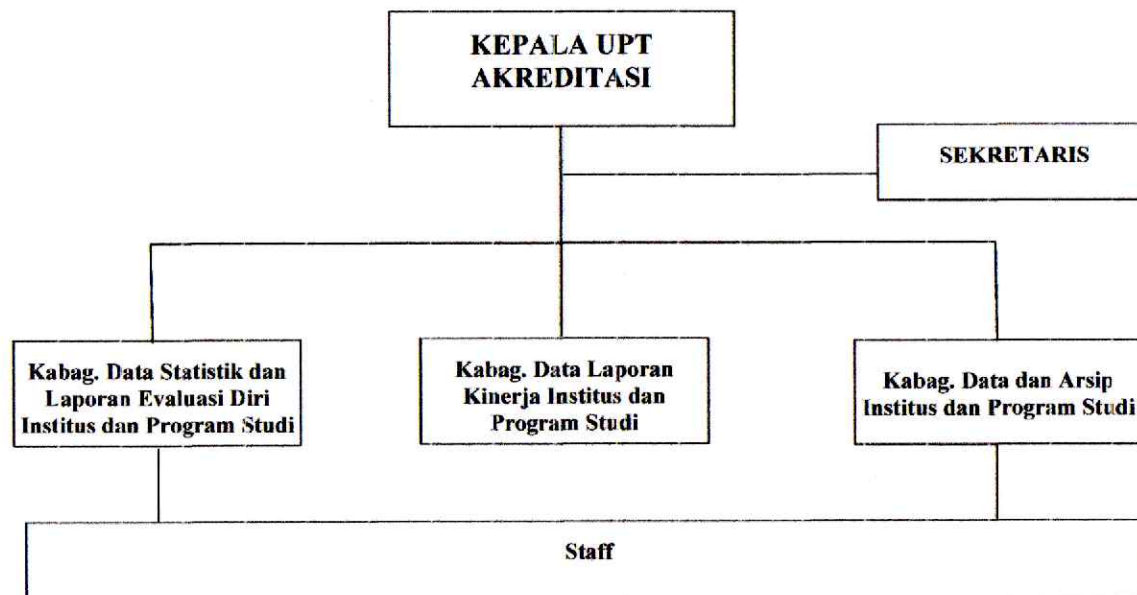 KEPALA UPT
AKREDITASI
SEKRETARIS
Kabag. Data Statistik dan
Laporan Evaluasi Diri
Institus dan Program Studi
Kabag. Data Laporan
Kinerja Institus dan
Program Studi
Kabag. Data dan Arsip
Institus dan Program Studi
Staff